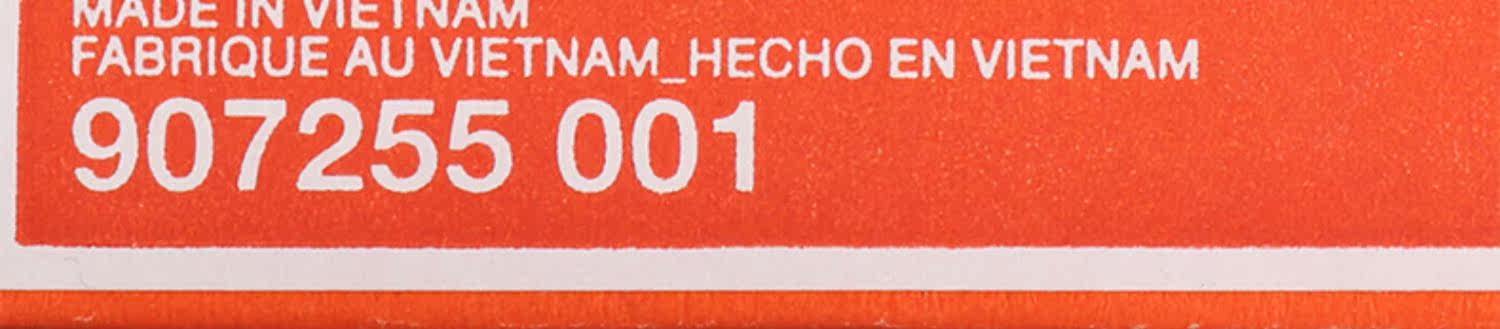 MADE IN VIETNAM
FABRIQUE AU VIETNAM_HECHO EN VIETNAM
907255 001